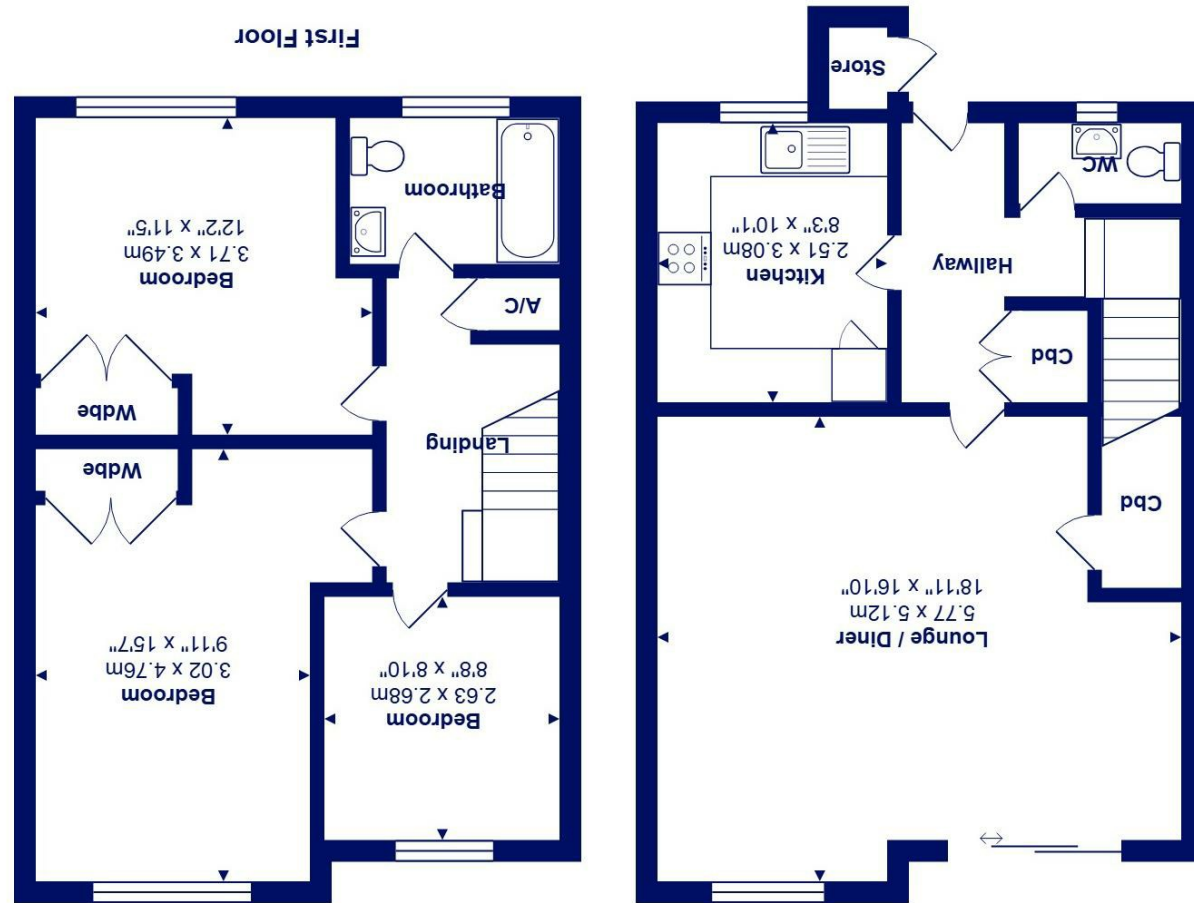 Lounge / Diner
5.77 x 5.12m
18'11" x 16'10"
Cbd
Cbd
Hallway
Kitchen
2.51 x 3.08m
8'3" x 10'1"
WC
Store
Bedroom
2.63 x 2.68m
8'8" x 8'10"
Bedroom
3.02 x 4.76m
9'11" x 15'7"
Wdbe
Landing
Wdbe
A/C
Bedroom
3.71 x 3.49m
12'2" x 11'5"
Bathroom
First Floor